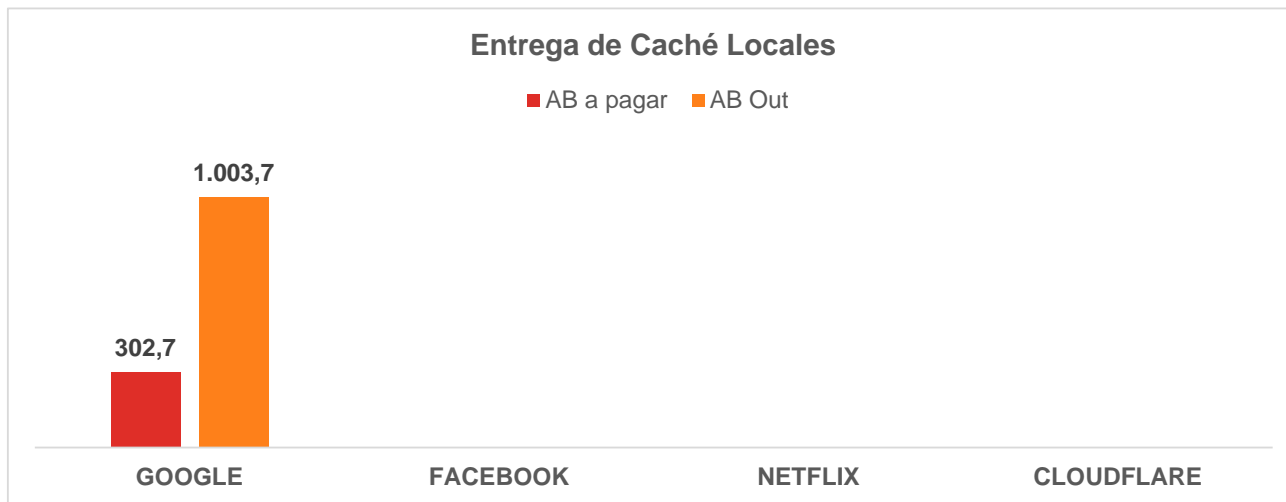 Entrega de Caché Locales
AB a pagar AB Out
1.003,7
302,7
GOOGLE FACEBOOK NETFLIX CLOUDFLARE